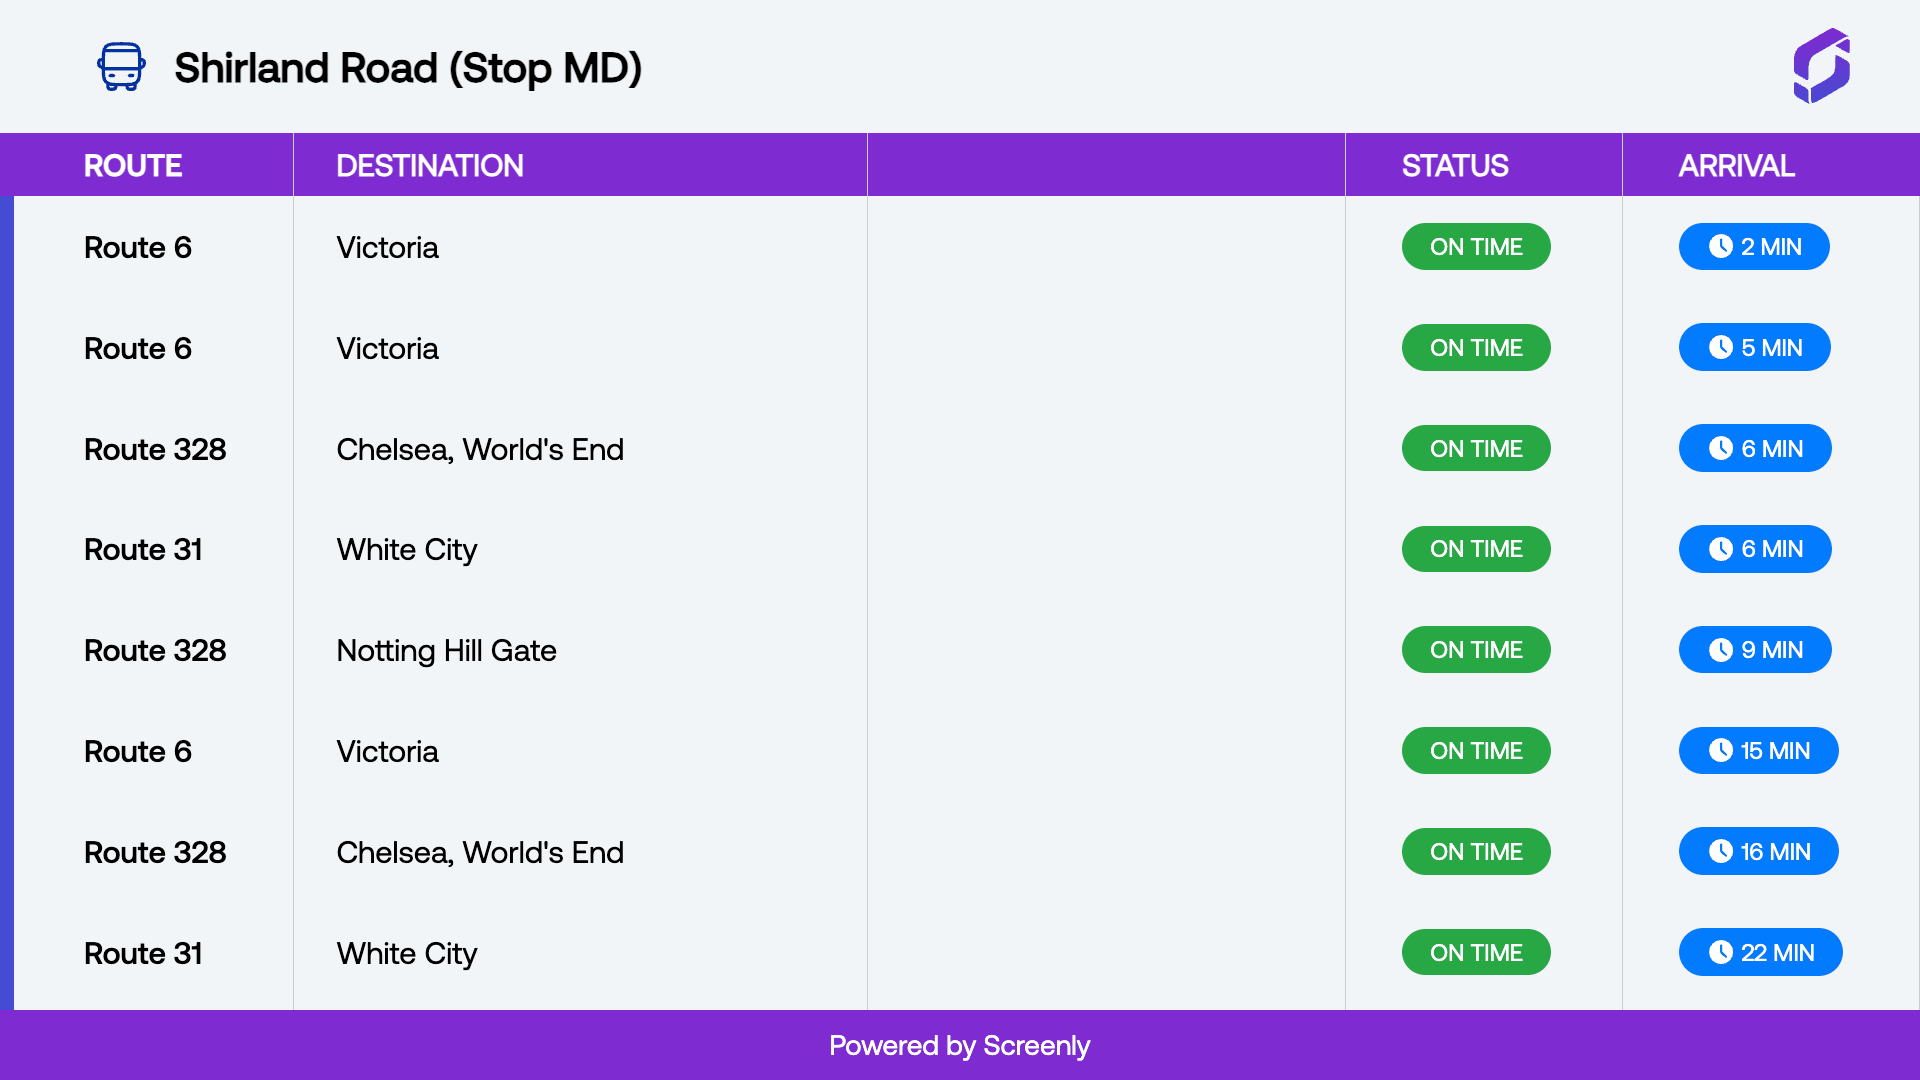 Shirland Road (Stop MD)
ROUTE DESTINATION STATUS ARRIVAL
Route 6 Victoria ON TIME 2 MIN
Route 6 Victoria ON TIME 5 MIN
Route 328 Chelsea, World's End ON TIME 6 MIN
Route 31 White City ON TIME 6 MIN
Route 328 Notting Hill Gate ON TIME 9 MIN
Route 6 Victoria ON TIME 15 MIN
Route 328 Chelsea, World's End ON TIME 16 MIN
Route 31 White City ON TIME 22 MIN
Powered by Screenly